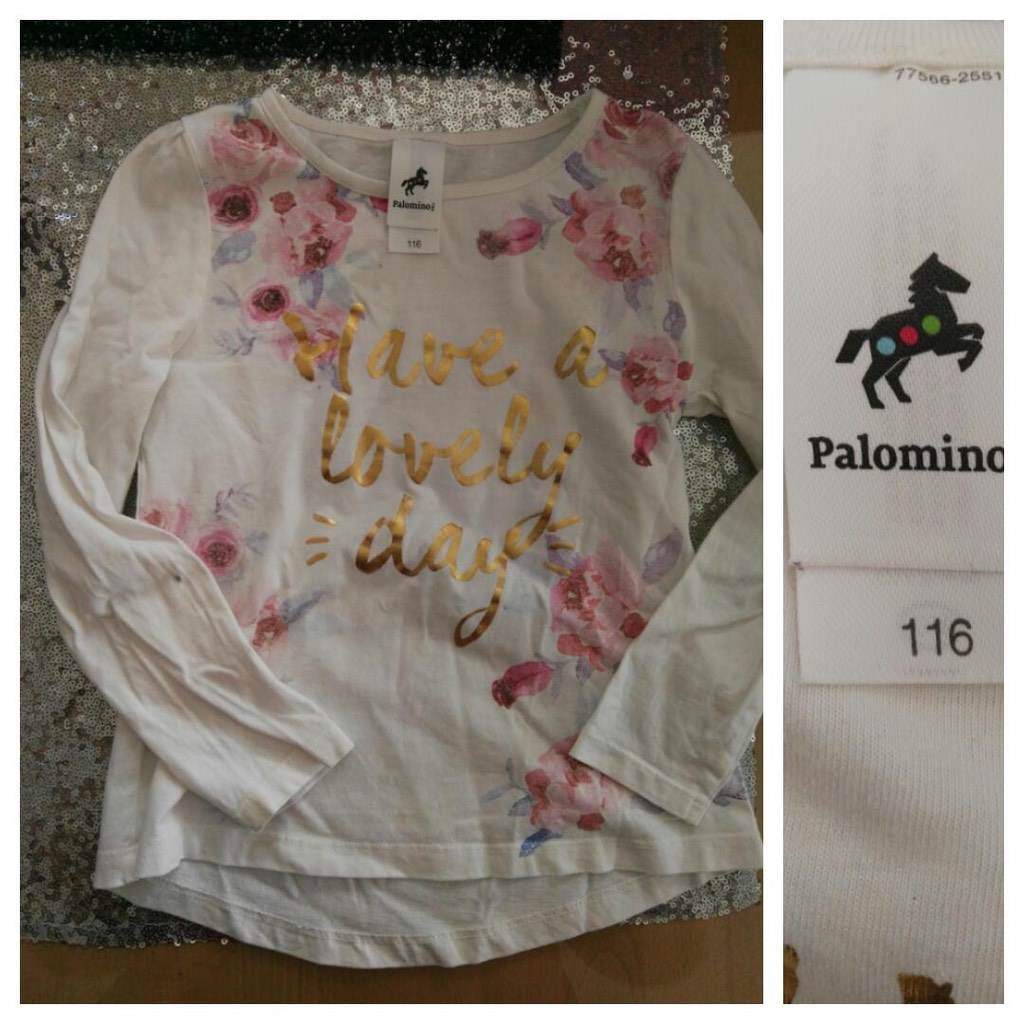 Palomino
116
Have a
lovely
day
77566-2551
Palomino
116